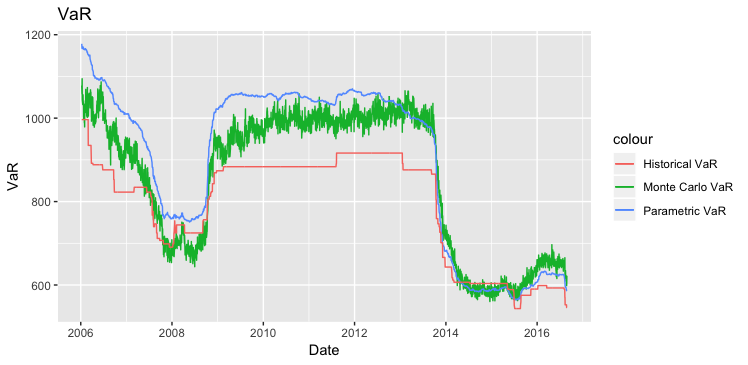 VaR
1200
1000
800
600
VaR
2006 2008 2010 2012 2014 2016
Date
colour
Historical VaR
Monte Carlo VaR
Parametric VaR